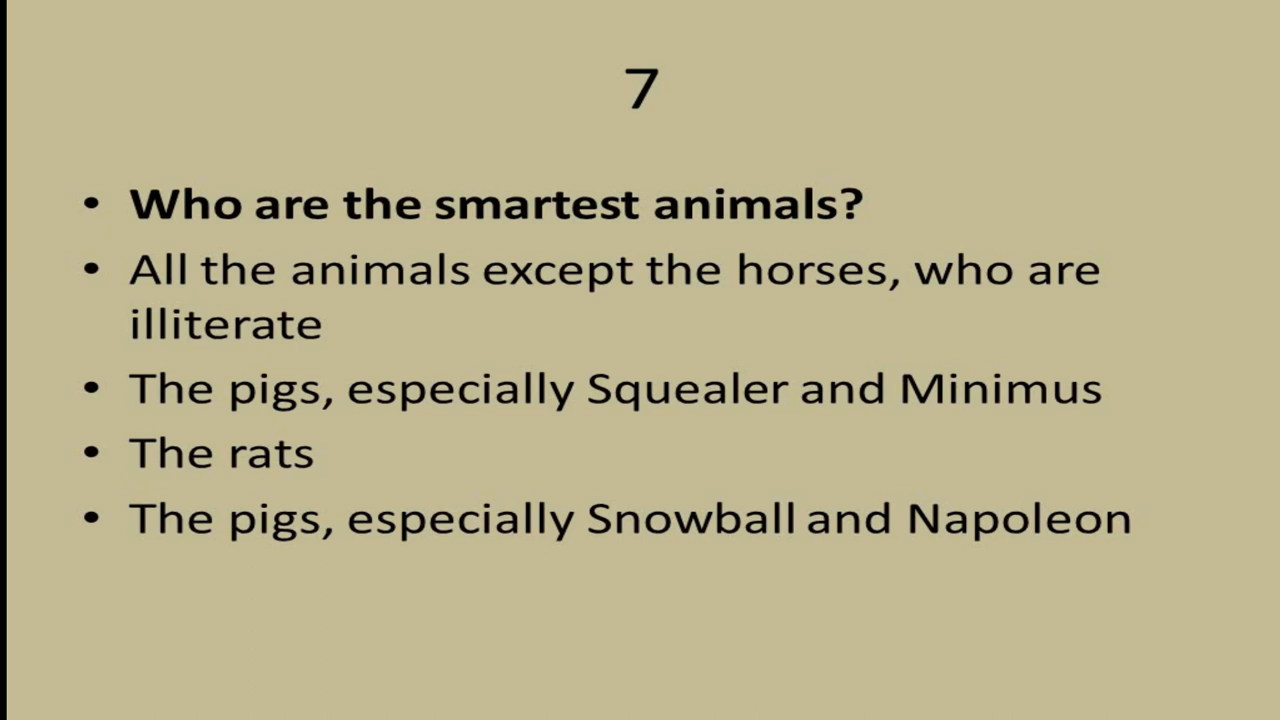 7
• Who are the smartest animals?
• All the animals except the horses, who are
illiterate
• The pigs, especially Squealer and Minimus
• The rats
• The pigs, especially Snowball and Napoleon